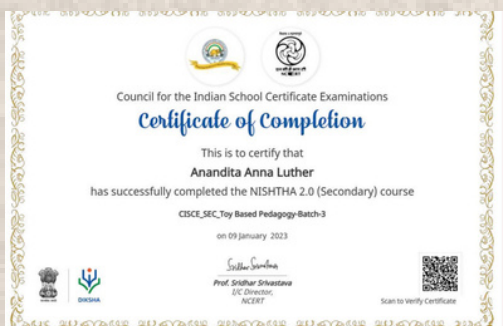 Council for the Indian School Certificate Examinations
Certificate of Completion
This is to certify that
Anandita Anna Luther
has successfully completed the NISHTHA 2.0 (Secondary) course
CISCE_SEC_Toy Based Pedagogy-Batch-3
on 09 January 2023
Prof. Sridhar Srivastava
I/C Director,
NCERT
DIKSHA
Scan to Verify Certificate